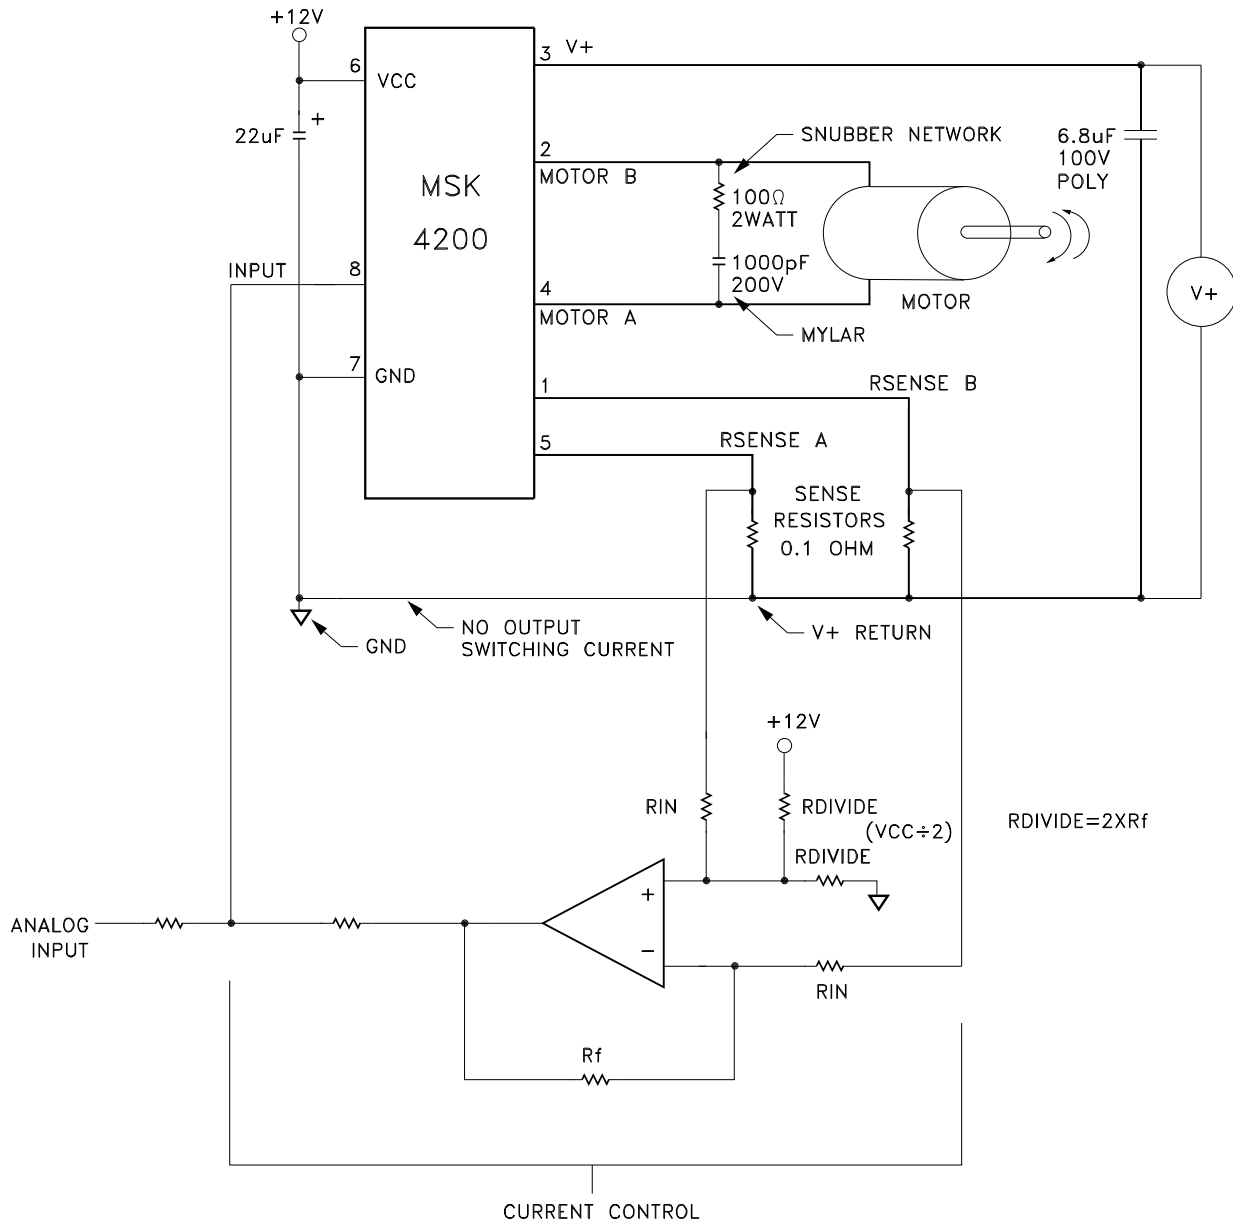 +12V
6
VCC
3
V+
22uF
+
SNUBBER NETWORK
6.8uF
100V
POLY
2
MOTOR B
MSK
4200
100Ω
2WATT
INPUT
8
1000pF
200V
MOTOR
V+
4
MOTOR A
MYLAR
7
GND
1
RSENSE B
5
RSENSE A
SENSE
RESISTORS
0.1 OHM
GND
NO OUTPUT
SWITCHING CURRENT
V+ RETURN
+12V
RIN
RDIVIDE
(VCC÷2)
RDIVIDE=2XRf
RDIVIDE
+
−
ANALOG
INPUT
RIN
Rf
CURRENT CONTROL